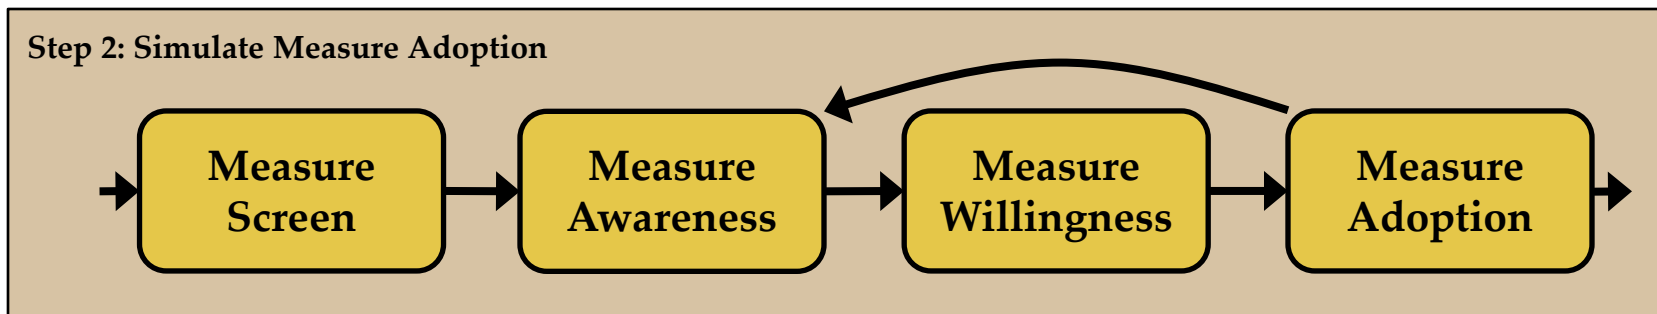 Step 2: Simulate Measure Adoption
Measure
Screen
Measure
Awareness
Measure
Willingness
Measure
Adoption